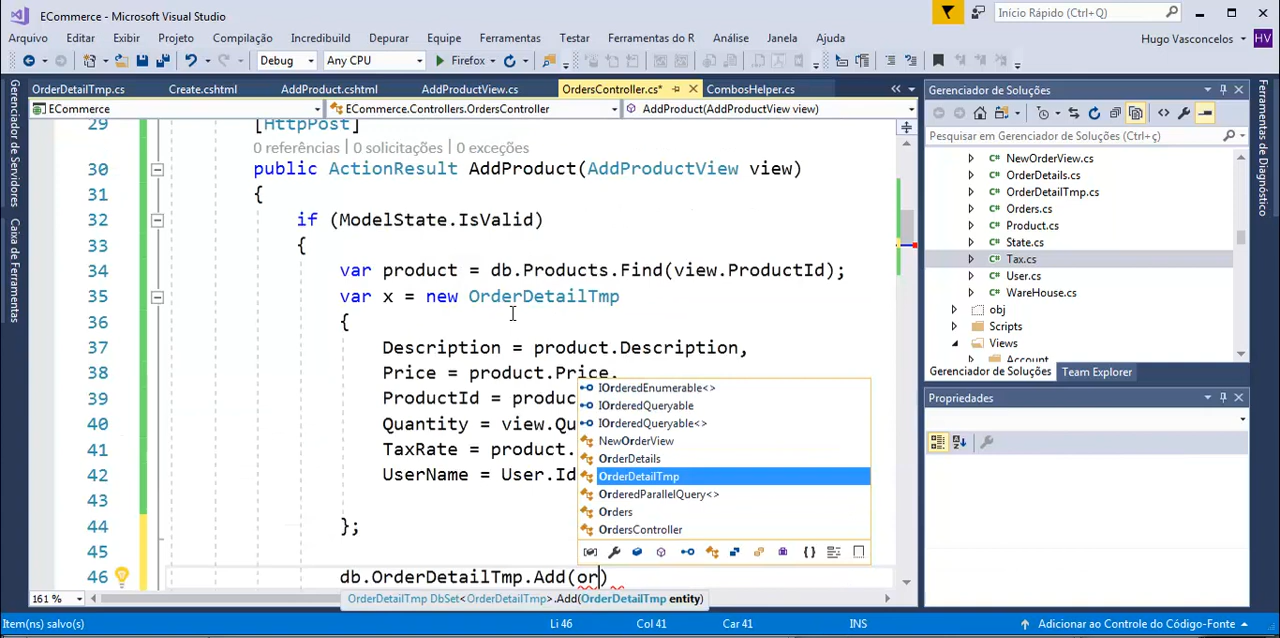 ECommerce - Microsoft Visual Studio
Início Rápido (Ctrl+Q)
Arquivo Editar Exibir Projeto Compilação Incredibuild Depurar Equipe Ferramentas Testar Ferramentas do R Análise Janela Ajuda
Hugo Vasconcelos HV
Debug Any CPU Firefox
Gerenciador de Servidores
Caixa de Ferramentas
OrderDetailTmp.cs Create.cshtml AddProduct.cshtml AddProductView.cs OrdersController.cs* CombosHelper.cs
ECommerce ECommerce.Controllers.OrdersController AddProduct(AddProductView view)
29 [HttpPost]
0 referências | 0 solicitações | 0 exceções
30 public ActionResult AddProduct(AddProductView view)
31 {
32 if (ModelState.IsValid)
33 {
34 var product = db.Products.Find(view.ProductId);
35 var x = new OrderDetailTmp
36 {
37 Description = product.Description,
38 Price = product.Price,
39 ProductId = produc
40 Quantity = view.Qu
41 TaxRate = product.
42 UserName = User.Id
43
44 };
45
46 db.OrderDetailTmp.Add(or)
IOrderedEnumerable<>
IOrderedQueryable
IOrderedQueryable<>
NewOrderView
OrderDetails
OrderDetailTmp
OrderedParallelQuery<>
Orders
OrdersController
OrderDetailTmp DbSet<OrderDetailTmp>.Add(OrderDetailTmp entity)
161 %
Gerenciador de Soluções
Pesquisar em Gerenciador de Soluções (Ctrl+ç)
C# NewOrderView.cs
C# OrderDetails.cs
C# OrderDetailTmp.cs
C# Orders.cs
C# Product.cs
C# State.cs
C# Tax.cs
C# User.cs
C# WareHouse.cs
obj
Scripts
Views
Account
Gerenciador de Soluções Team Explorer
Propriedades
Ferramentas de Diagnóstico
Item(ns) salvo(s) Li 46 Col 41 Car 41 INS Adicionar ao Controle do Código-Fonte